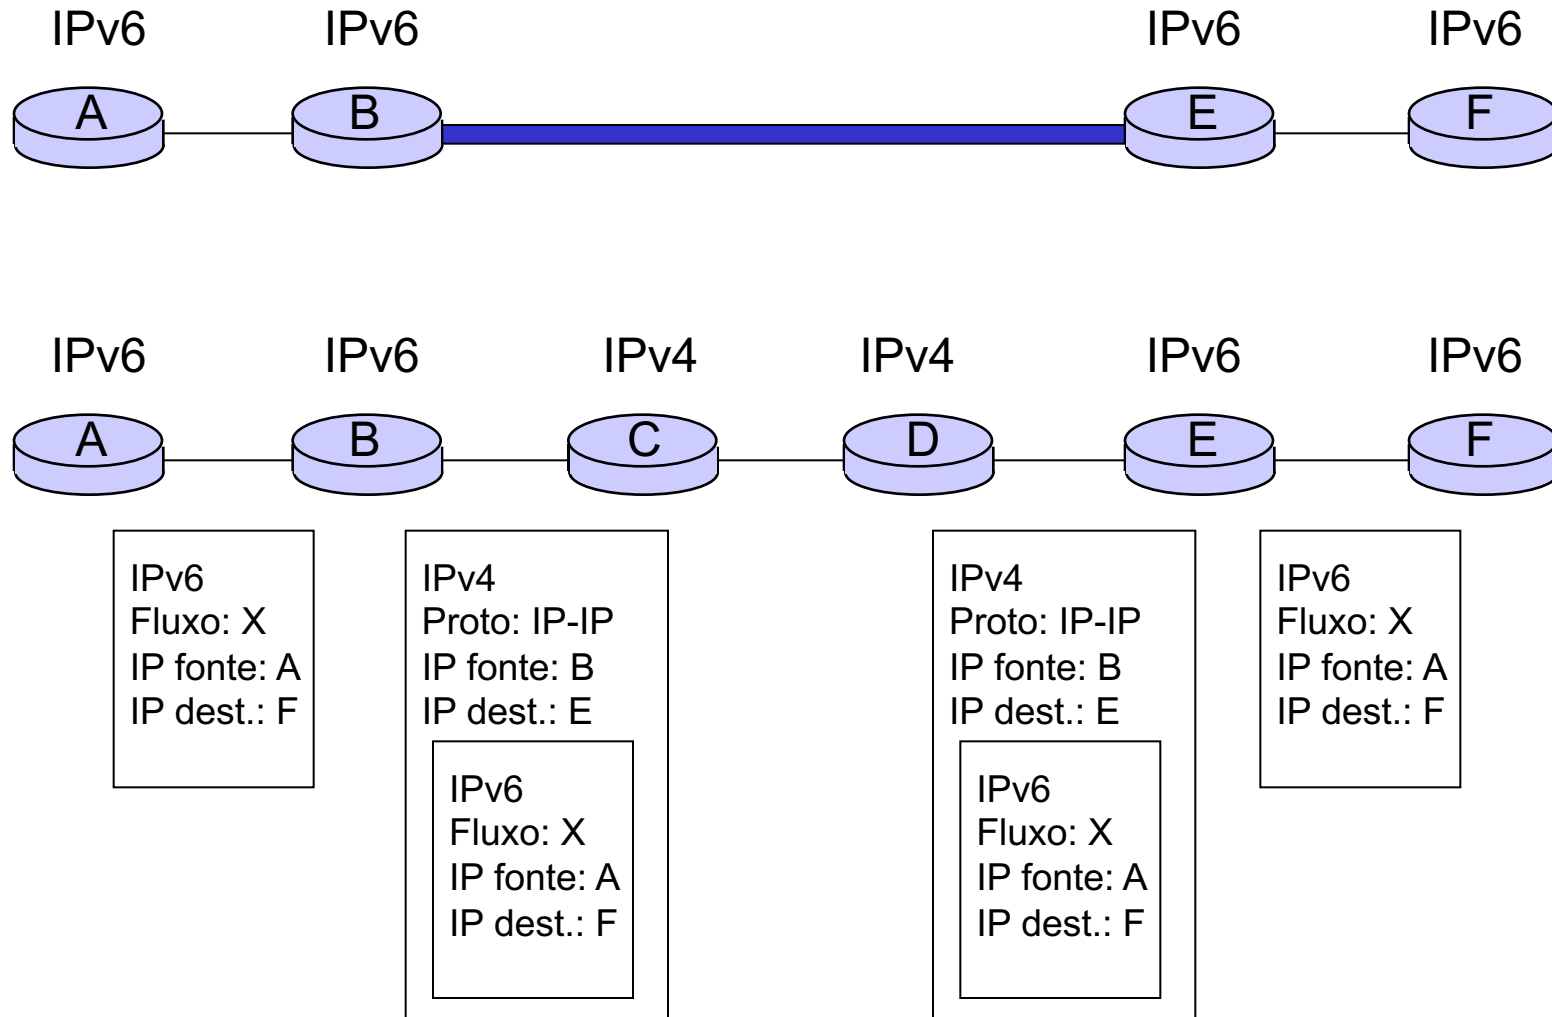 IPv6 IPv6 IPv6 IPv6
A B E F
IPv6 IPv6 IPv4 IPv4 IPv6 IPv6
A B C D E F
IPv6
Fluxo: X
IP fonte: A
IP dest.: F
IPv4
Proto: IP-IP
IP fonte: B
IP dest.: E
IPv6
Fluxo: X
IP fonte: A
IP dest.: F
IPv4
Proto: IP-IP
IP fonte: B
IP dest.: E
IPv6
Fluxo: X
IP fonte: A
IP dest.: F
IPv6
Fluxo: X
IP fonte: A
IP dest.: F